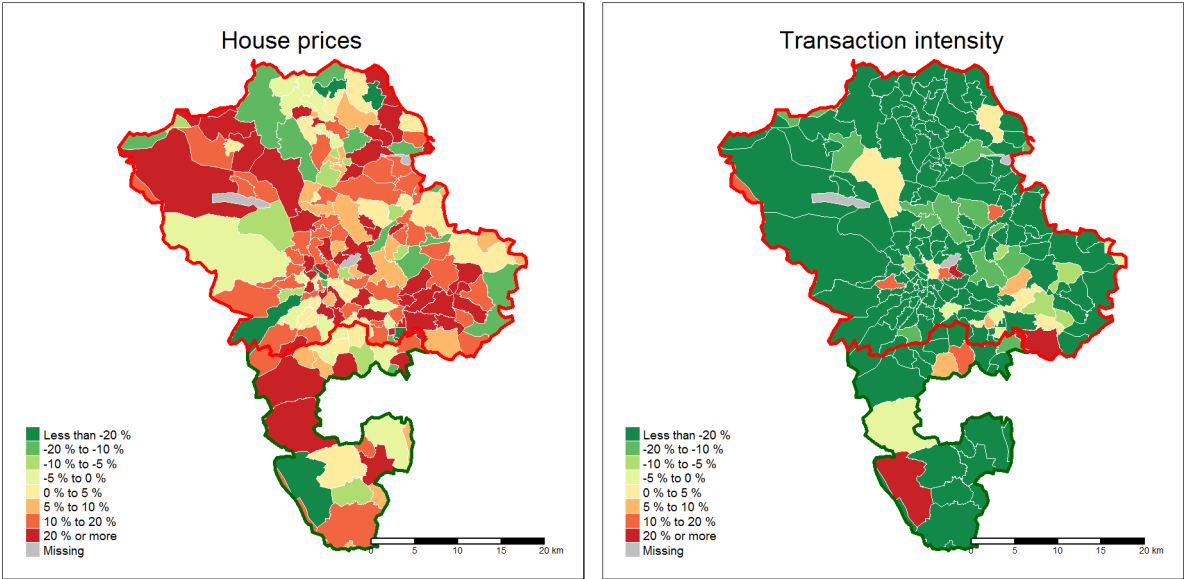 House prices
Less than -20 %
-20 % to -10 %
-10 % to -5 %
-5 % to 0 %
0 % to 5 %
5 % to 10 %
10 % to 20 %
20 % or more
Missing
0 5 10 15 20 km
Transaction intensity
Less than -20 %
-20 % to -10 %
-10 % to -5 %
-5 % to 0 %
0 % to 5 %
5 % to 10 %
10 % to 20 %
20 % or more
Missing
0 5 10 15 20 km